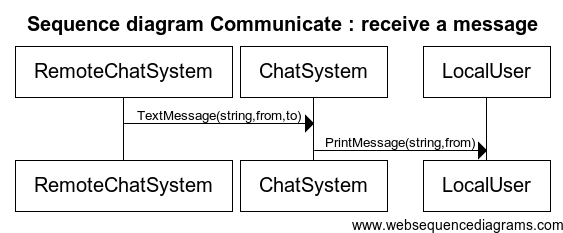 Sequence diagram Communicate : receive a message
RemoteChatSystem ChatSystem LocalUser
TextMessage(string,from,to)
PrintMessage(string,from)
RemoteChatSystem ChatSystem LocalUser
www.websequencediagrams.com